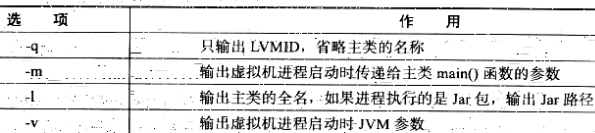 选 项 作 用
-q 只输出 LVMID，省略主类的名称
-m 输出虚拟机进程启动时传递给主类 main() 函数的参数
-l 输出主类的全名，如果进程执行的是 Jar 包，输出 Jar 路径
-v 输出虚拟机进程启动时 JVM 参数